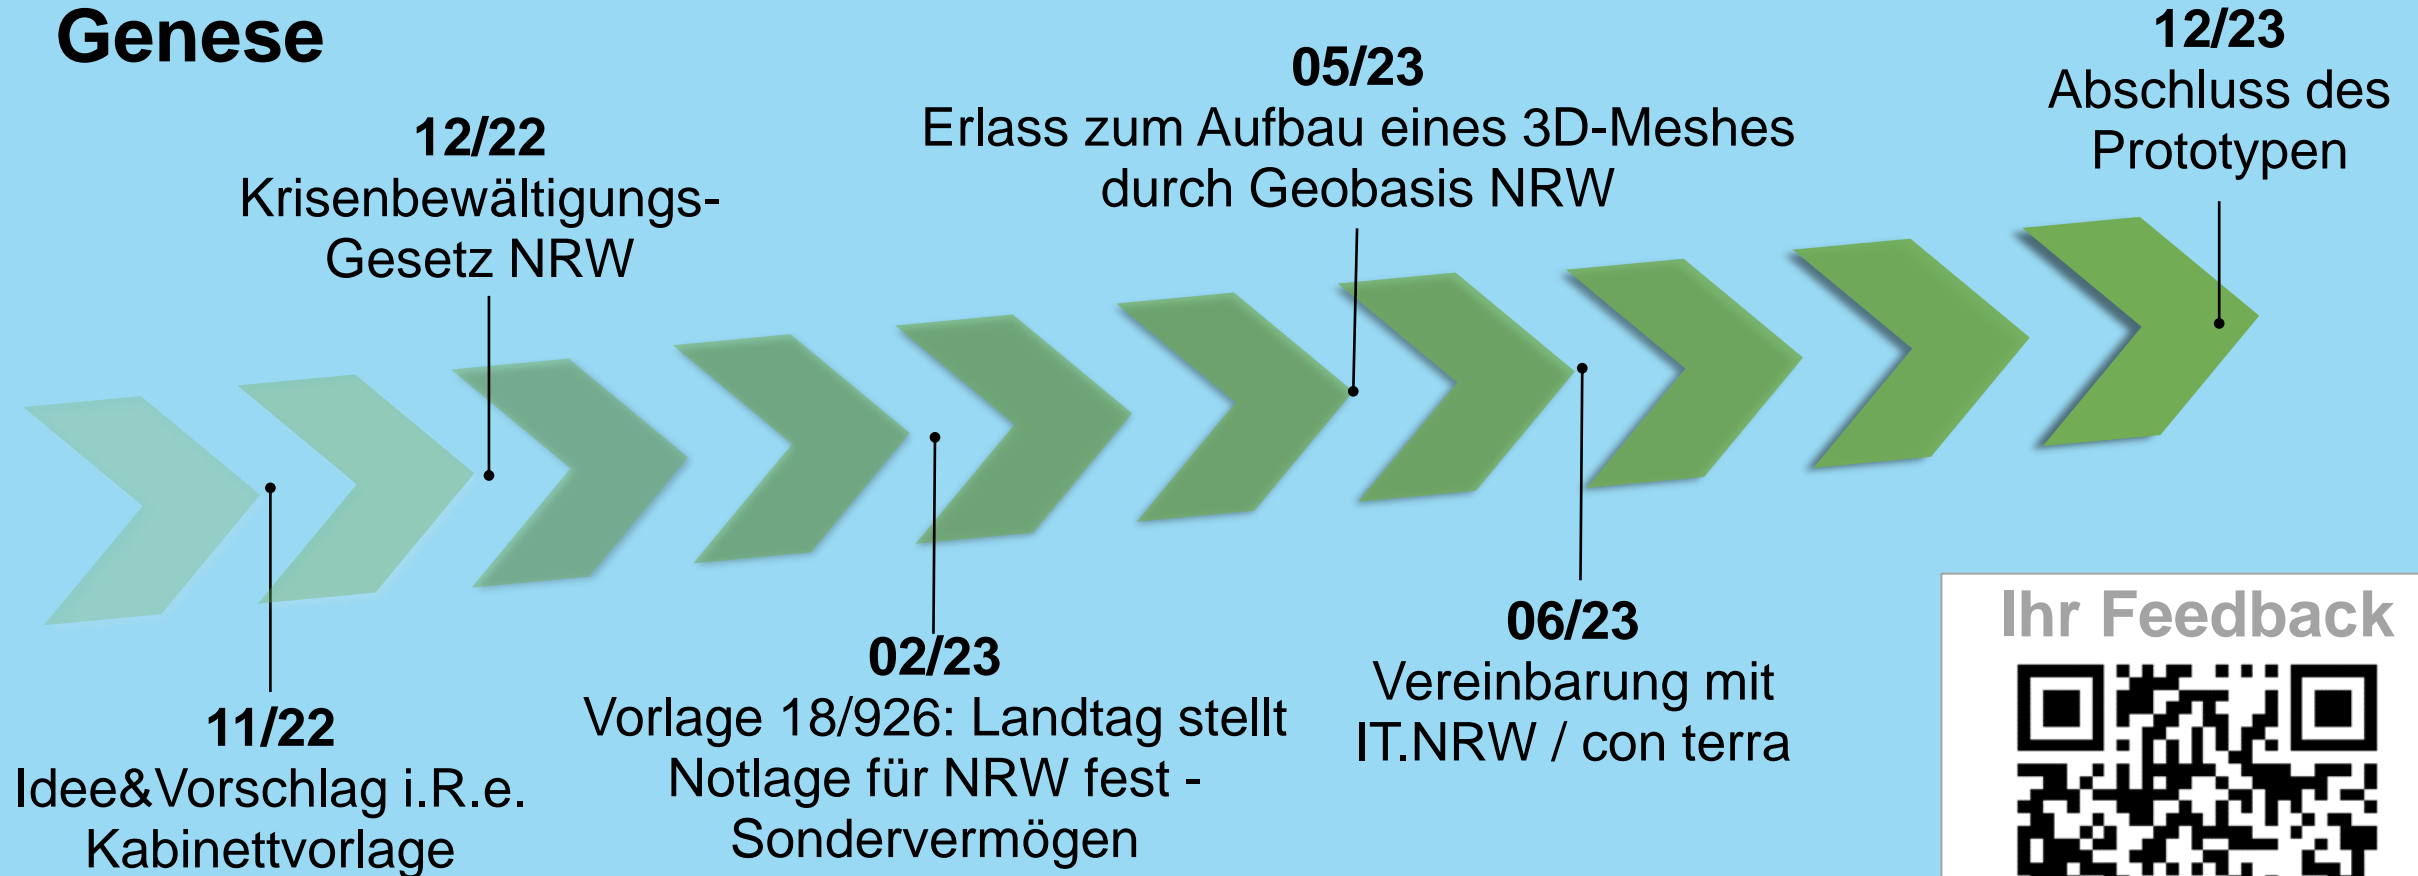 Genese
11/22
Idee&Vorschlag i.R.e.
Kabinettvorlage
12/22
Krisenbewältigungs-
Gesetz NRW
02/23
Vorlage 18/926: Landtag stellt
Notlage für NRW fest -
Sondervermögen
05/23
Erlass zum Aufbau eines 3D-Meshes
durch Geobasis NRW
06/23
Vereinbarung mit
IT.NRW / con terra
12/23
Abschluss des
Prototypen
Ihr Feedback